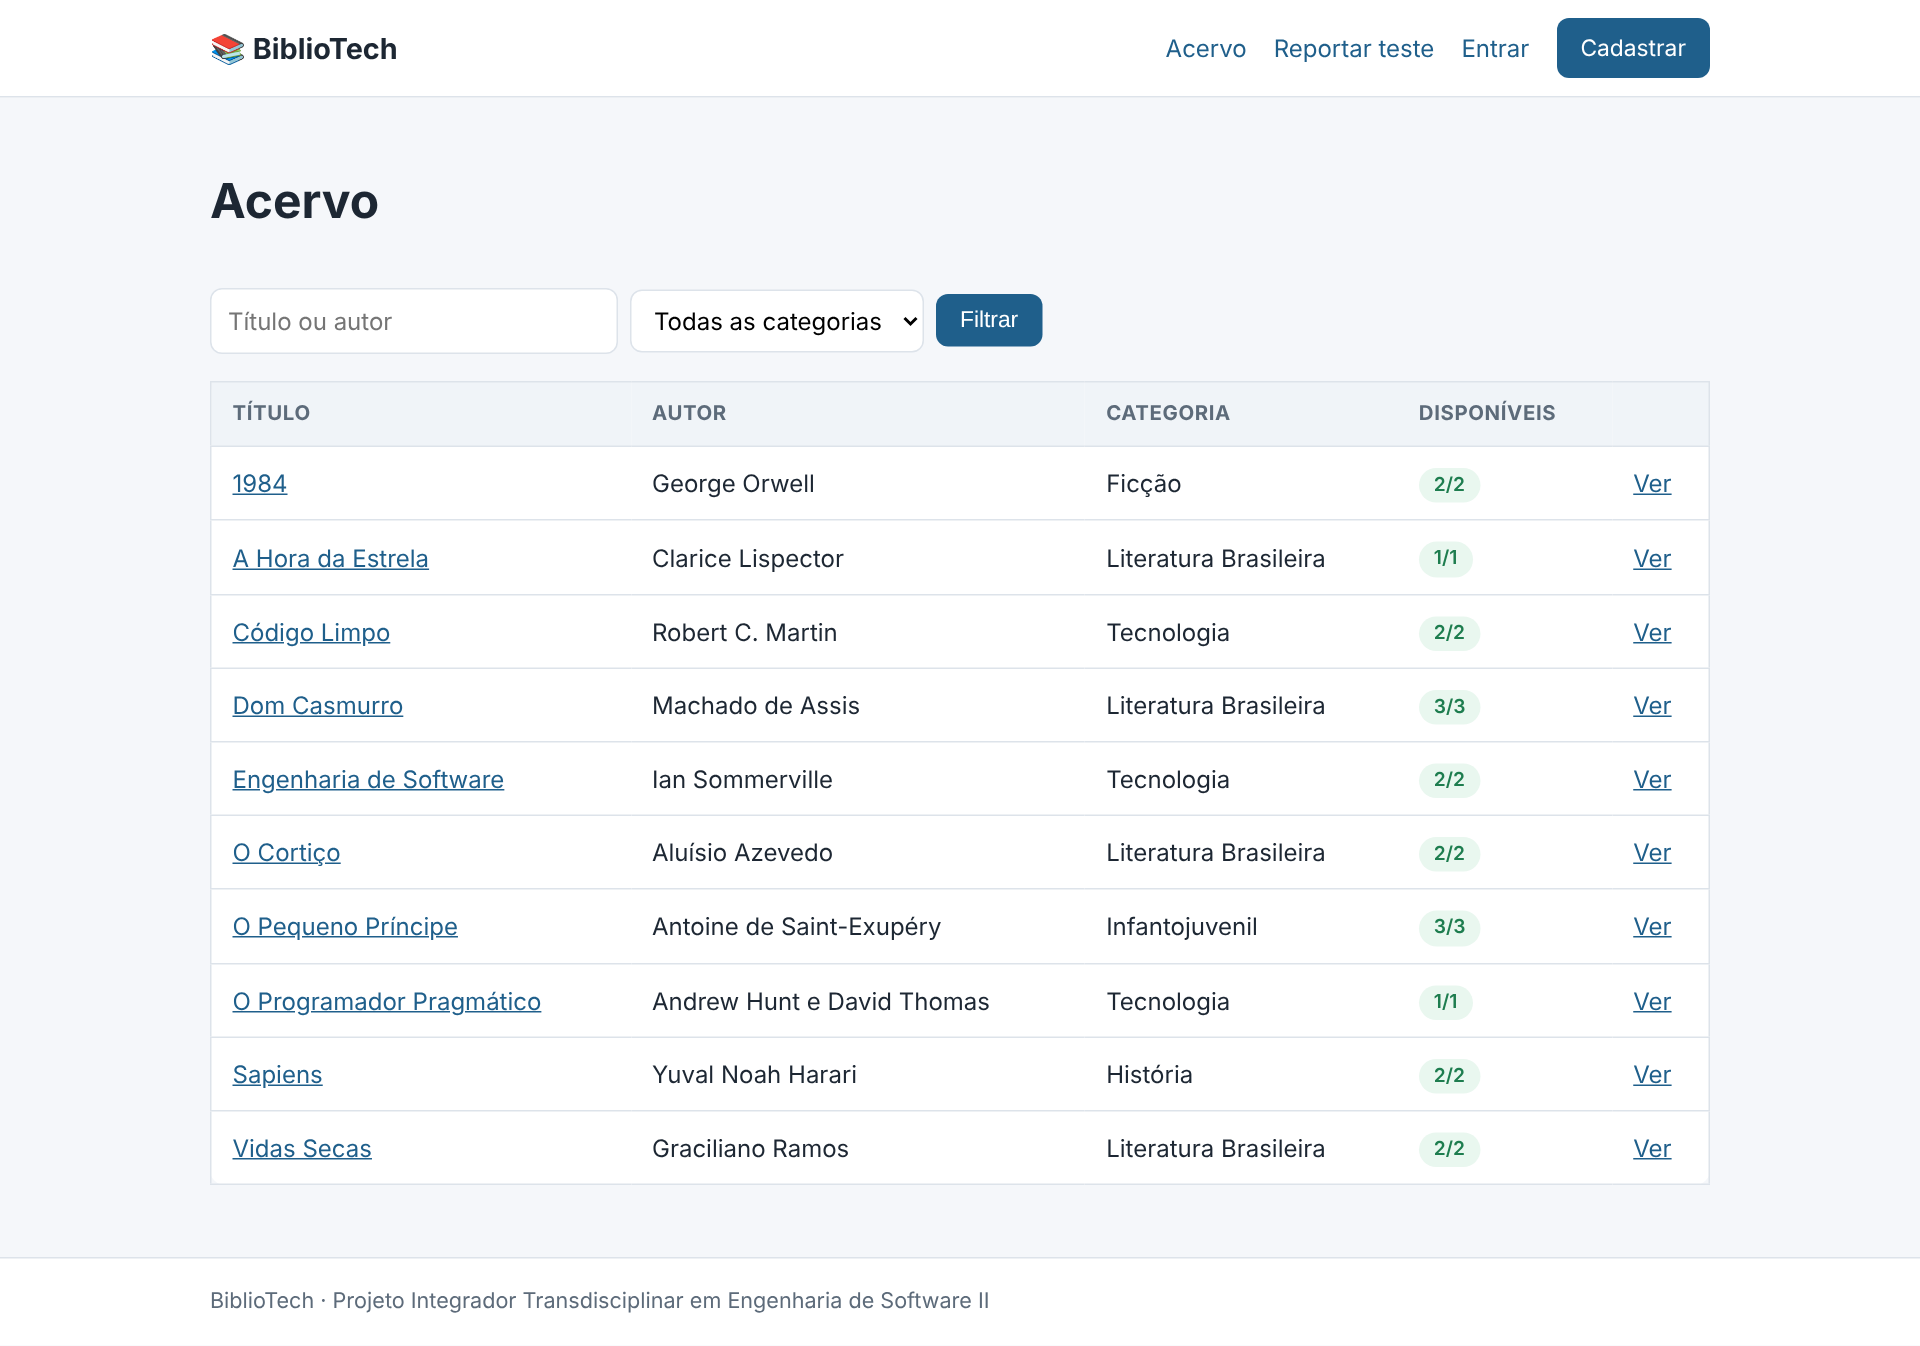 📚 BiblioTech Acervo Reportar teste Entrar Cadastrar
Acervo
Título ou autor Todas as categorias Filtrar
TÍTULO AUTOR CATEGORIA DISPONÍVEIS
1984 George Orwell Ficção 2/2 Ver
A Hora da Estrela Clarice Lispector Literatura Brasileira 1/1 Ver
Código Limpo Robert C. Martin Tecnologia 2/2 Ver
Dom Casmurro Machado de Assis Literatura Brasileira 3/3 Ver
Engenharia de Software Ian Sommerville Tecnologia 2/2 Ver
O Cortiço Aluísio Azevedo Literatura Brasileira 2/2 Ver
O Pequeno Príncipe Antoine de Saint-Exupéry Infantojuvenil 3/3 Ver
O Programador Pragmático Andrew Hunt e David Thomas Tecnologia 1/1 Ver
Sapiens Yuval Noah Harari História 2/2 Ver
Vidas Secas Graciliano Ramos Literatura Brasileira 2/2 Ver
BiblioTech · Projeto Integrador Transdisciplinar em Engenharia de Software II